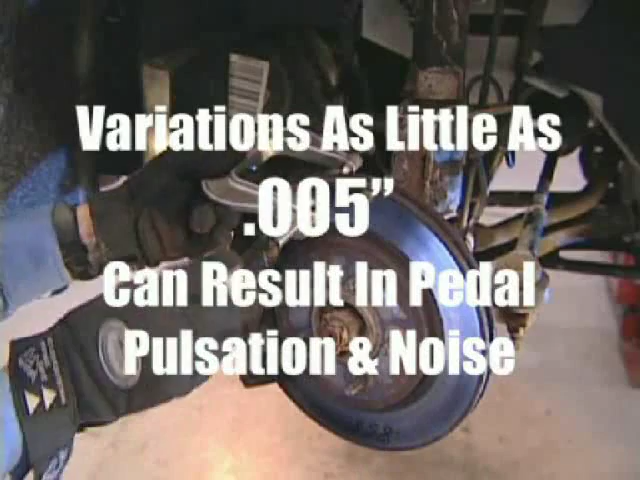 Variations As Little As
.005”
Can Result In Pedal
Pulsation & Noise